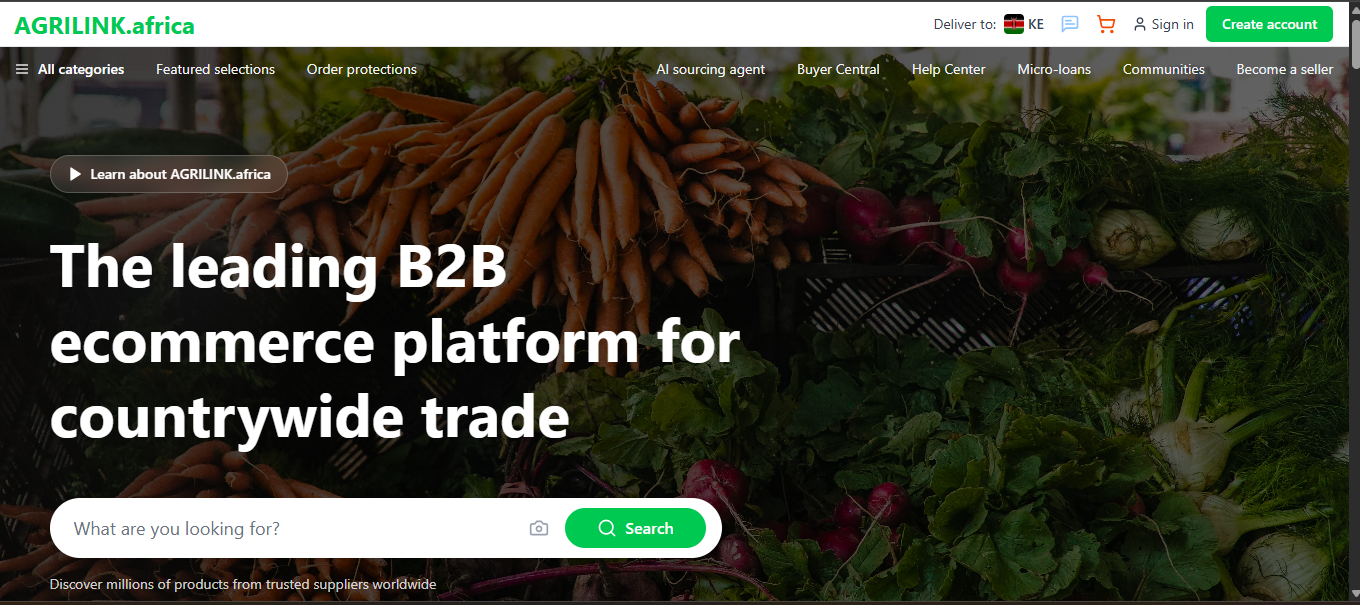 AGRILINK.africa
Deliver to: KE
Sign in
Create account
All categories
Featured selections
Order protections
AI sourcing agent
Buyer Central
Help Center
Micro-loans
Communities
Become a seller
Learn about AGRILINK.africa
The leading B2B
ecommerce platform for
countrywide trade
What are you looking for?
Search
Discover millions of products from trusted suppliers worldwide